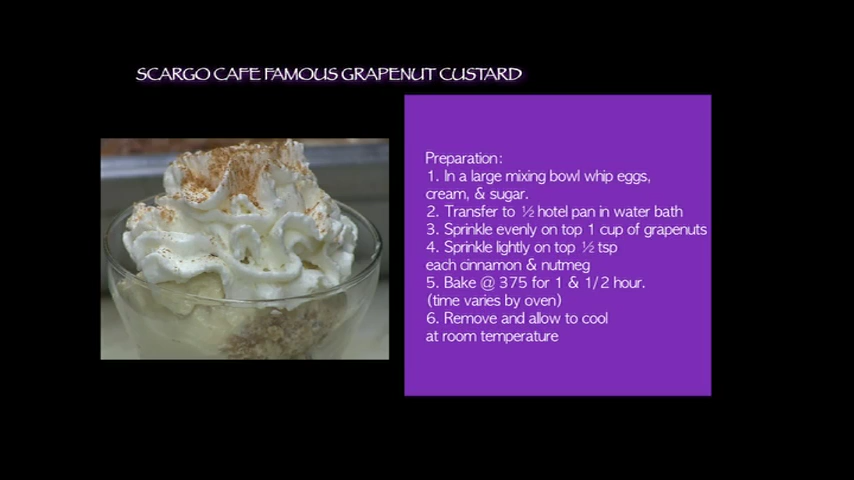 SCARGO CAFE FAMOUS GRAPENUT CUSTARD
Preparation:
1. In a large mixing bowl whip eggs,
cream, & sugar.
2. Transfer to ½ hotel pan in water bath
3. Sprinkle evenly on top 1 cup of grapenuts
4. Sprinkle lightly on top ½ tsp
each cinnamon & nutmeg
5. Bake @ 375 for 1 & 1/2 hour.
(time varies by oven)
6. Remove and allow to cool
at room temperature